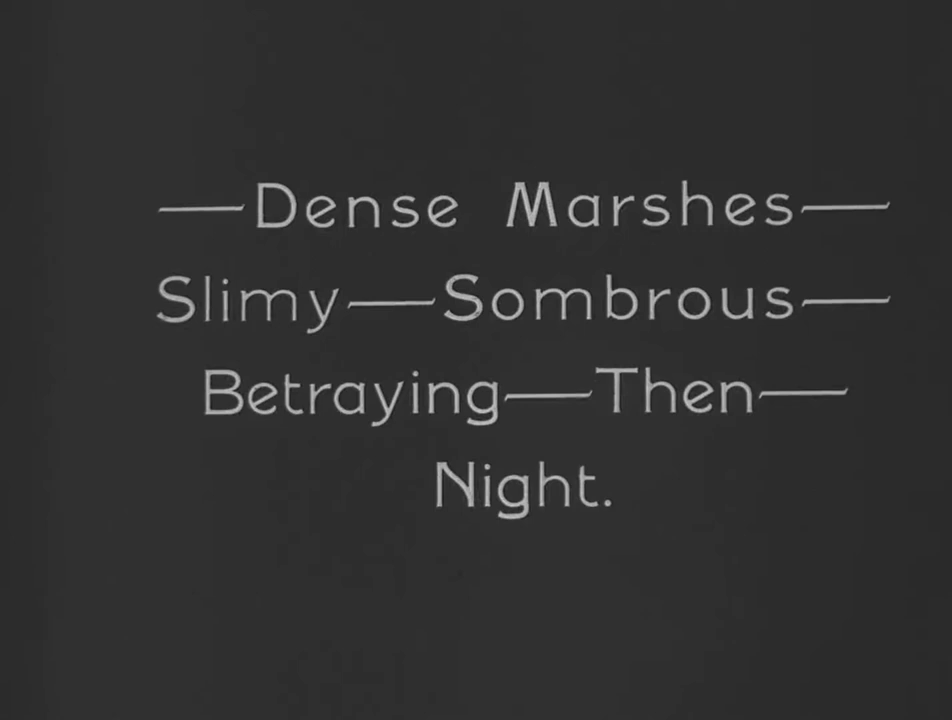 —Dense Marshes—
Slimy—Sombrous—
Betraying—Then—
Night.